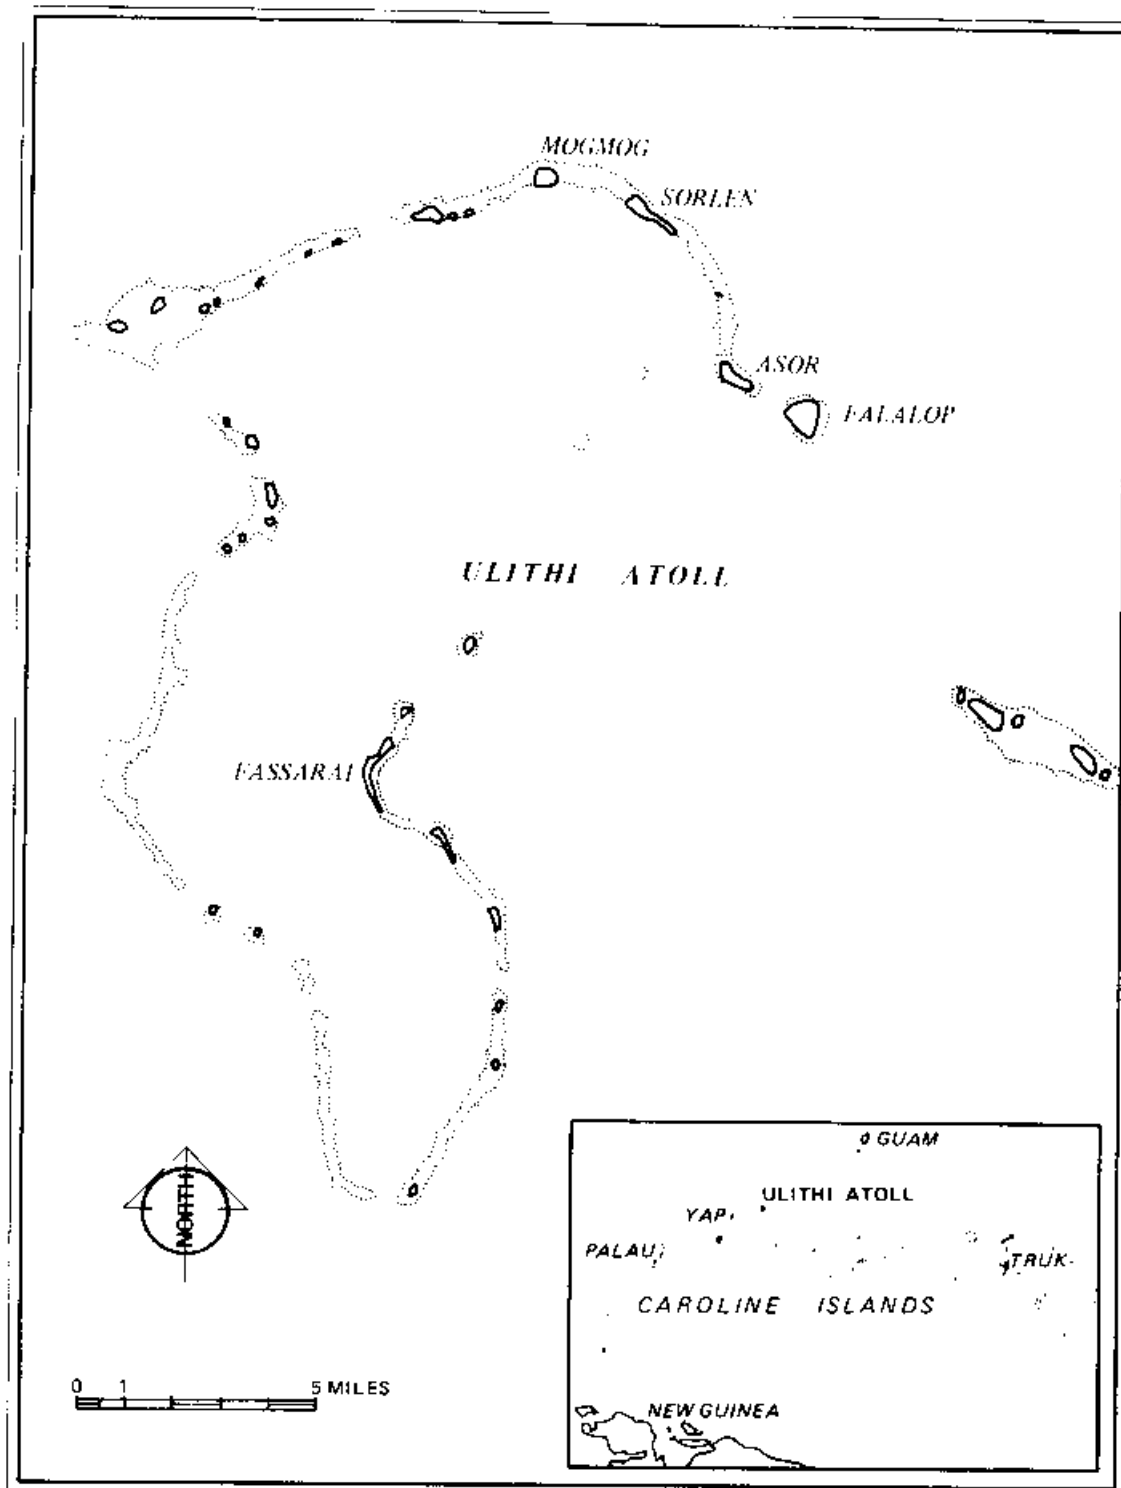 MOGMOG
SORLEN
ASOR
FALALOP
ULITHI ATOLL
FASSARAI
GUAM
ULITHI ATOLL
YAP
PALAU
TRUK
CAROLINE ISLANDS
NORTH
0 1 5 MILES
NEW GUINEA